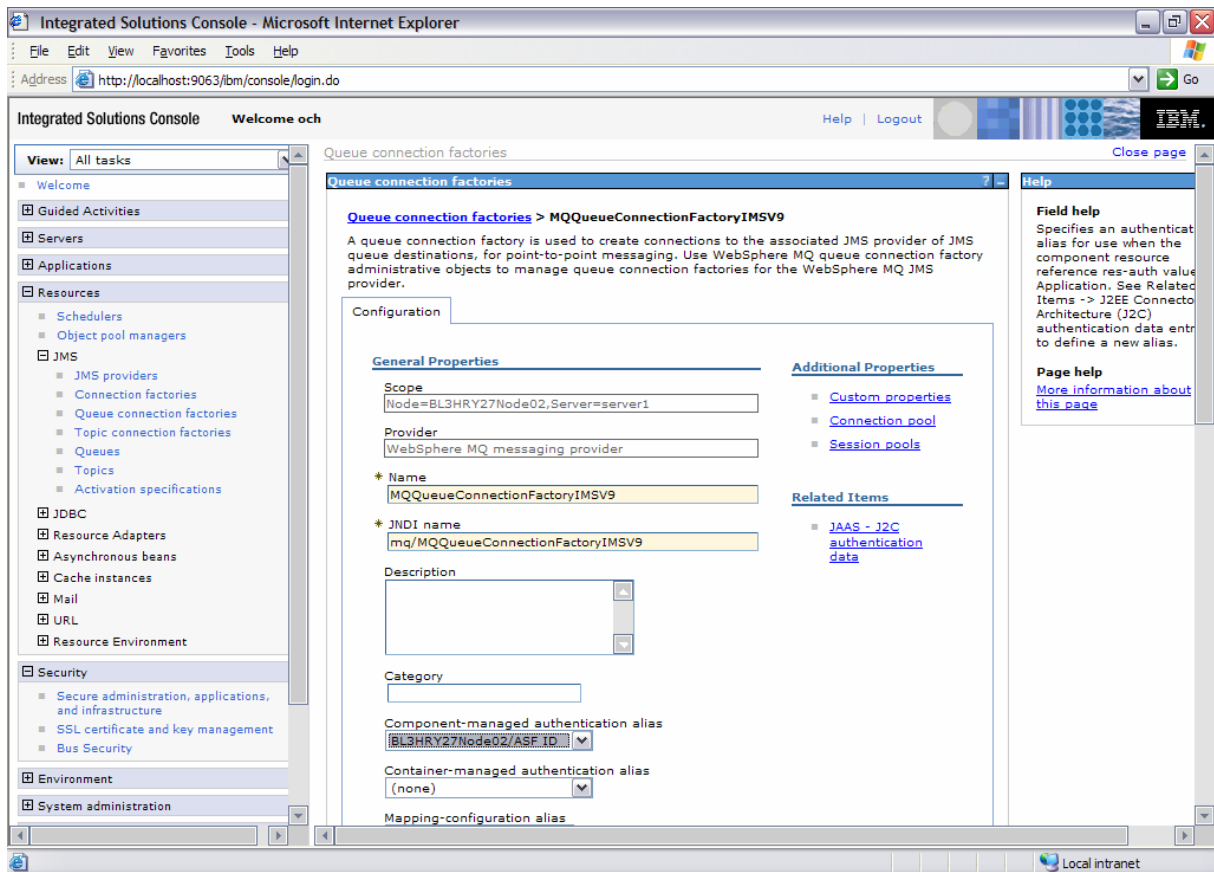 Integrated Solutions Console - Microsoft Internet Explorer
File Edit View Favorites Tools Help
Address http://localhost:9063/ibm/console/login.do Go
Integrated Solutions Console Welcome och Help | Logout IBM.
View: All tasks
Welcome
Guided Activities
Servers
Applications
Resources
Schedulers
Object pool managers
JMS
JMS providers
Connection factories
Queue connection factories
Topic connection factories
Queues
Topics
Activation specifications
JDBC
Resource Adapters
Asynchronous beans
Cache instances
Mail
URL
Resource Environment
Security
Secure administration, applications,
and infrastructure
SSL certificate and key management
Bus Security
Environment
System administration
Queue connection factories Close page
Queue connection factories ? -
Queue connection factories > MQQueueConnectionFactoryIMSV9
A queue connection factory is used to create connections to the associated JMS provider of JMS
queue destinations, for point-to-point messaging. Use WebSphere MQ queue connection factory
administrative objects to manage queue connection factories for the WebSphere MQ JMS
provider.
Configuration
General Properties
Scope
Node=BL3HRY27Node02,Server=server1
Provider
WebSphere MQ messaging provider
* Name
MQQueueConnectionFactoryIMSV9
* JNDI name
mq/MQQueueConnectionFactoryIMSV9
Description
Category
Component-managed authentication alias
BL3HRY27Node02/ASF ID
Container-managed authentication alias
(none)
Mapping-configuration alias
Additional Properties
Custom properties
Connection pool
Session pools
Related Items
JAAS - J2C
authentication
data
Help
Field help
Specifies an authenticat
alias for use when the
component resource
reference res-auth value
Application. See Related
Items -> J2EE Connecto
Architecture (J2C)
authentication data entr
to define a new alias.
Page help
More information about
this page
Local intranet